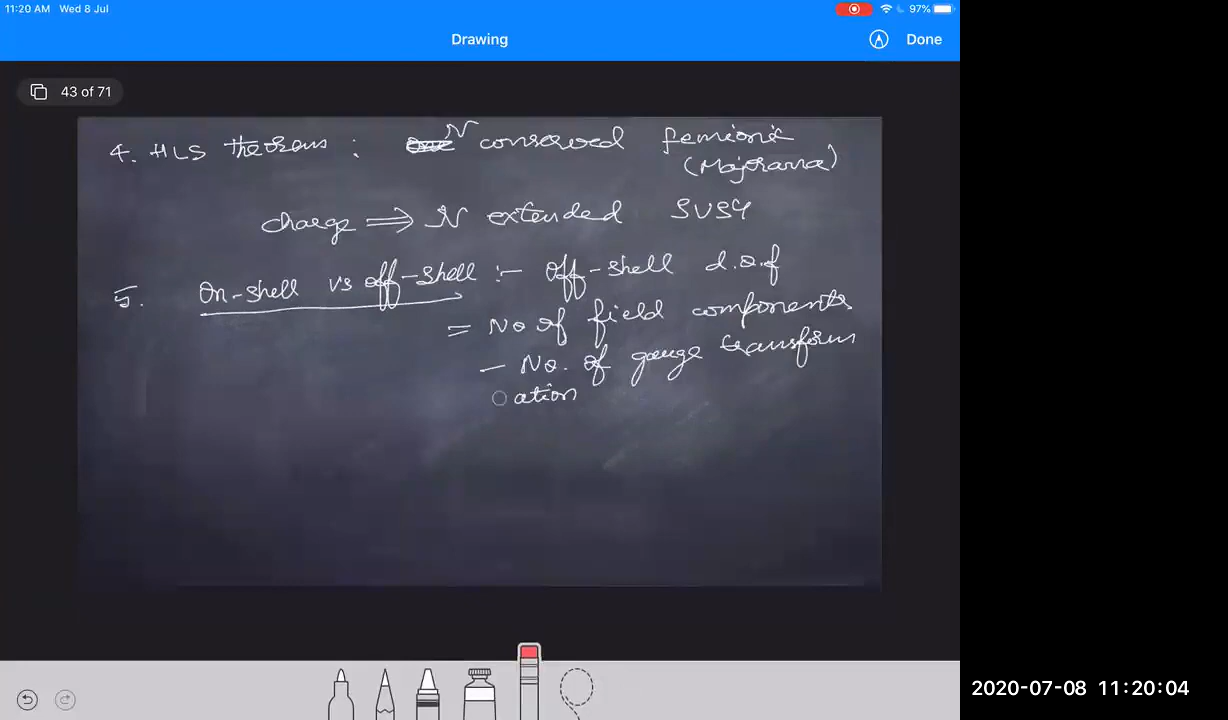 11:20 AM Wed 8 Jul
97%
Drawing
Done
43 of 71
4. HLS theorems : N conserved femionic
(Majorana)
charge ⟹ N extended SUSY
5. On-shell vs off-shell :- Off-shell d.o.f
= No of field components
- No. of gauge transform
ation
2020-07-08 11:20:04